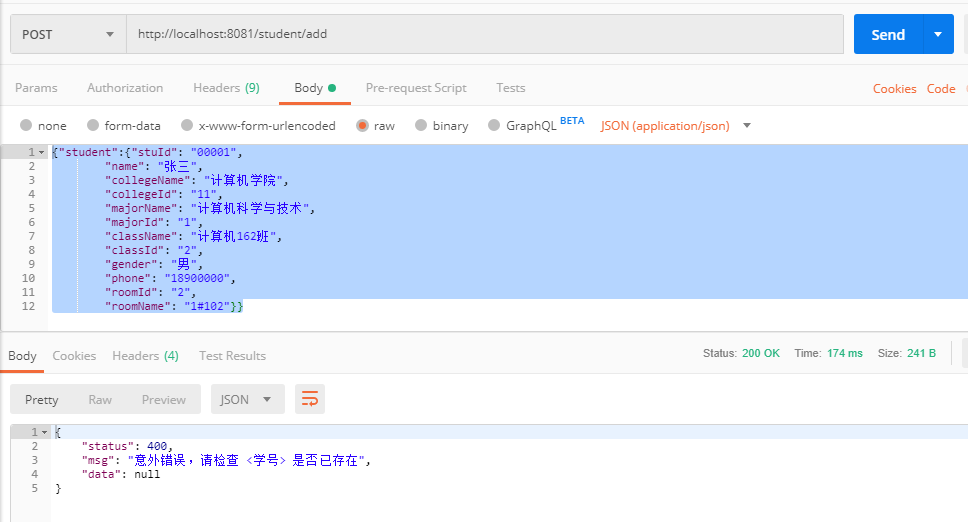 POST http://localhost:8081/student/add Send
Params Authorization Headers (9) Body Pre-request Script Tests Cookies Code
none form-data x-www-form-urlencoded raw binary GraphQL BETA JSON (application/json)
1 {"student":{"stuId": "00001",
2 "name": "张三",
3 "collegeName": "计算机学院",
4 "collegeId": "11",
5 "majorName": "计算机科学与技术",
6 "majorId": "1",
7 "className": "计算机162班",
8 "classId": "2",
9 "gender": "男",
10 "phone": "18900000",
11 "roomId": "2",
12 "roomName": "1#102"}}
Body Cookies Headers (4) Test Results Status: 200 OK Time: 174 ms Size: 241 B
Pretty Raw Preview JSON
1 {
2 "status": 400,
3 "msg": "意外错误，请检查 <学号> 是否已存在",
4 "data": null
5 }